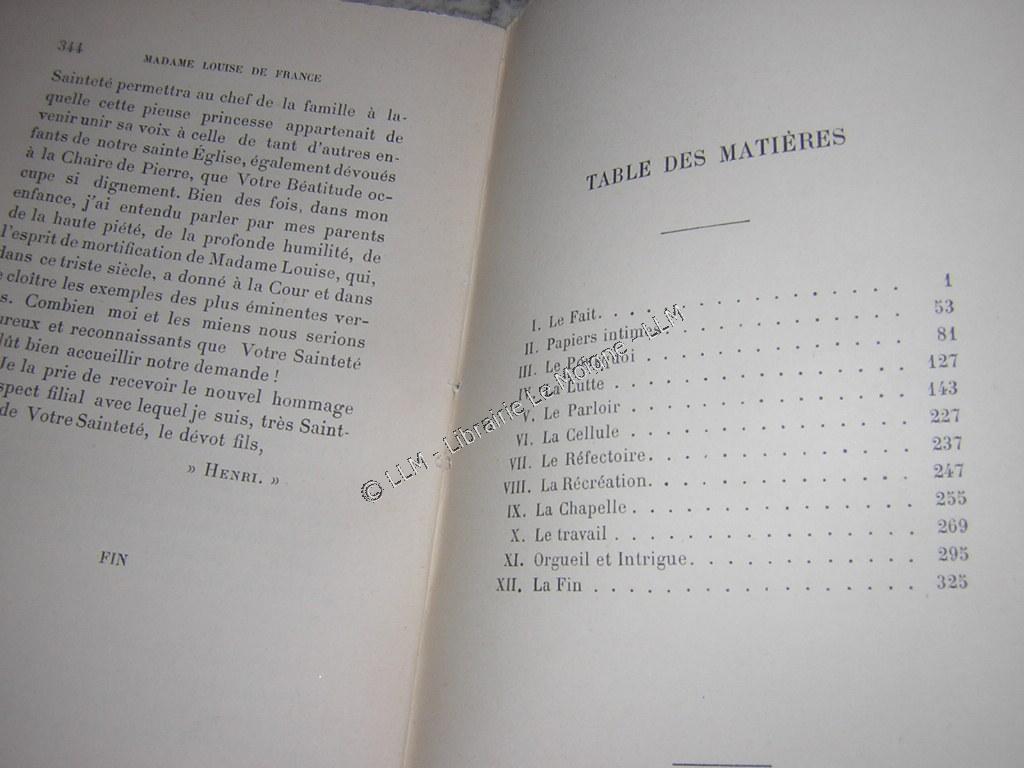 344
MADAME LOUISE DE FRANCE
Sainteté permettra au chef de la famille à la-
quelle cette pieuse princesse appartenait de
venir unir sa voix à celle de tant d'autres en-
fants de notre sainte Église, également dévoués
à la Chaire de Pierre, que Votre Béatitude oc-
cupe si dignement. Bien des fois, dans mon
enfance, j'ai entendu parler par mes parents
de la haute piété, de la profonde humilité, de
l'esprit de mortification de Madame Louise, qui,
dans ce triste siècle, a donné à la Cour et dans
cloître les exemples des plus éminentes ver-
s. Combien moi et les miens nous serions
ureux et reconnaissants que Votre Sainteté
bien accueillir notre demande !
Je la prie de recevoir le nouvel hommage
spect filial avec lequel je suis, très Saint-
de Votre Sainteté, le dévot fils,
» HENRI. »
FIN
TABLE DES MATIÈRES
I. Le Fait. . . . . . . . . . . . . . . 1
II. Papiers intimes. . . . . . . . . . . . 53
III. Le Pourquoi . . . . . . . . . . . . . 81
IV. La Lutte . . . . . . . . . . . . . . 127
V. Le Parloir . . . . . . . . . . . . . 143
VI. La Cellule . . . . . . . . . . . . . 227
VII. Le Réfectoire. . . . . . . . . . . . 237
VIII. La Récréation. . . . . . . . . . . . 247
IX. La Chapelle . . . . . . . . . . . . 255
X. Le travail . . . . . . . . . . . . . 269
XI. Orgueil et Intrigue. . . . . . . . . . 295
XII. La Fin . . . . . . . . . . . . . . 325
© LLM - Librairie Le Moigne - LLM